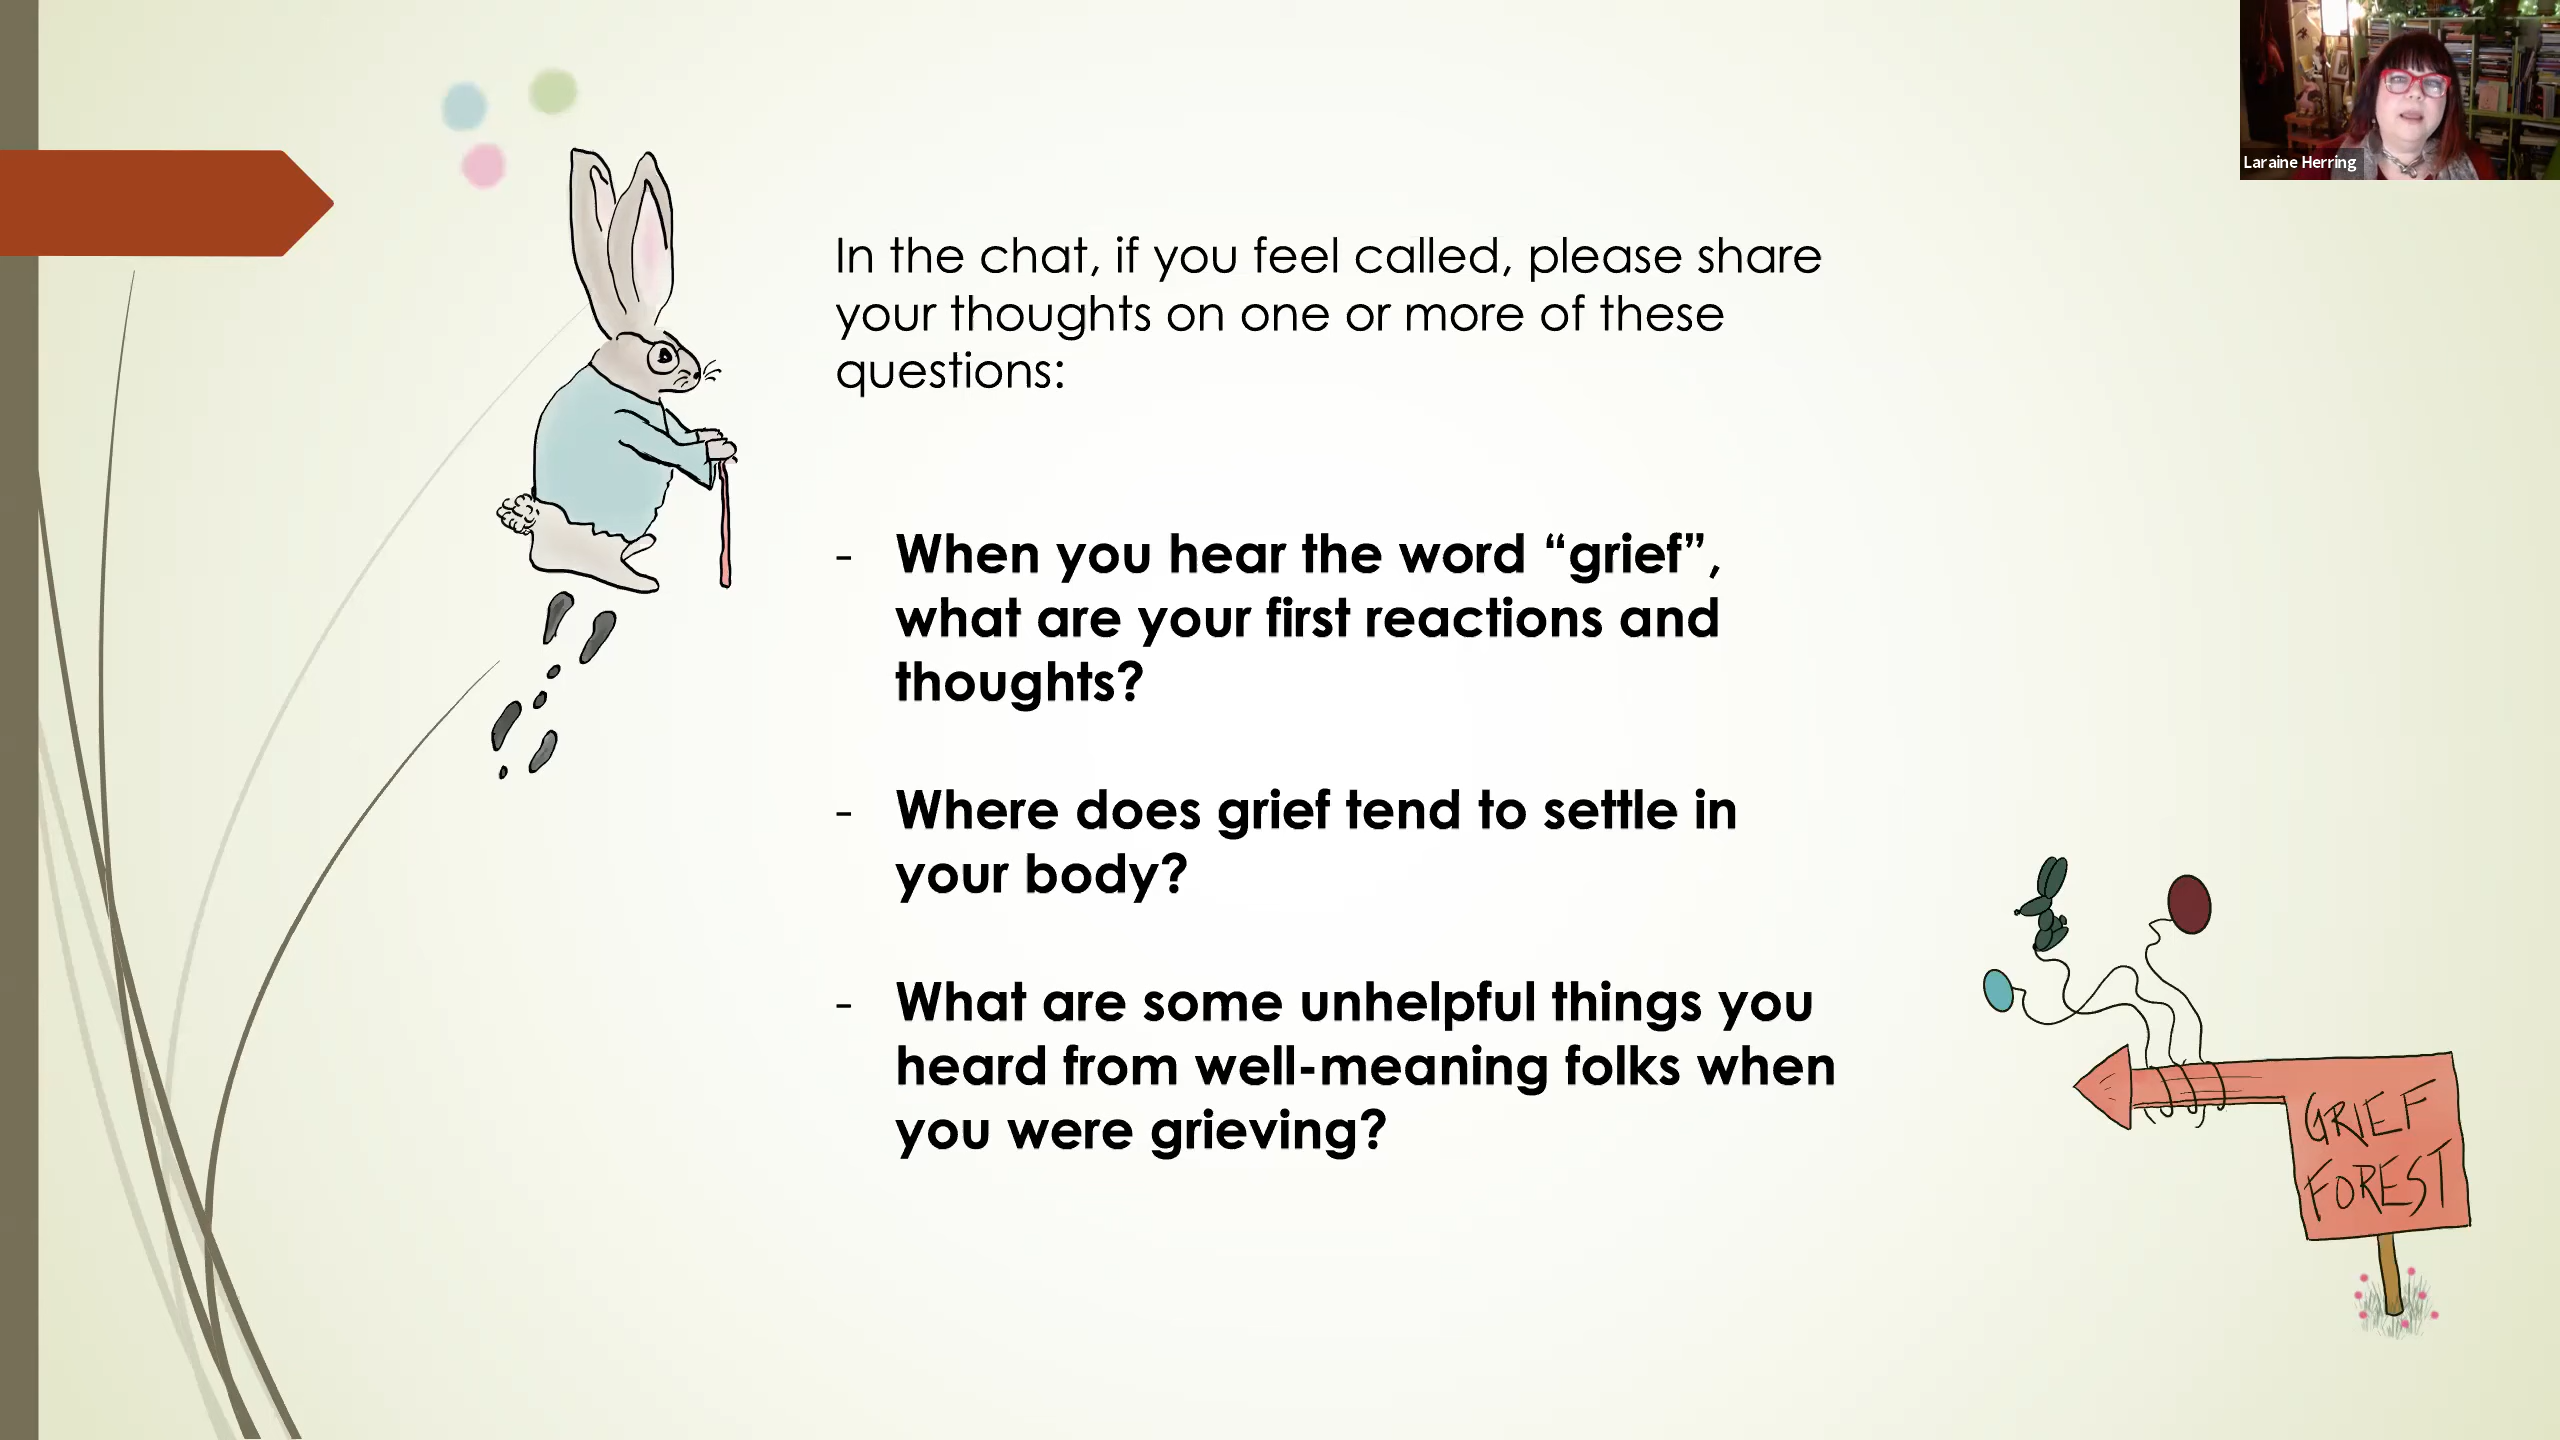 Laraine Herring
In the chat, if you feel called, please share
your thoughts on one or more of these
questions:
- When you hear the word “grief”,
what are your first reactions and
thoughts?
- Where does grief tend to settle in
your body?
- What are some unhelpful things you
heard from well-meaning folks when
you were grieving?
GRIEF
FOREST